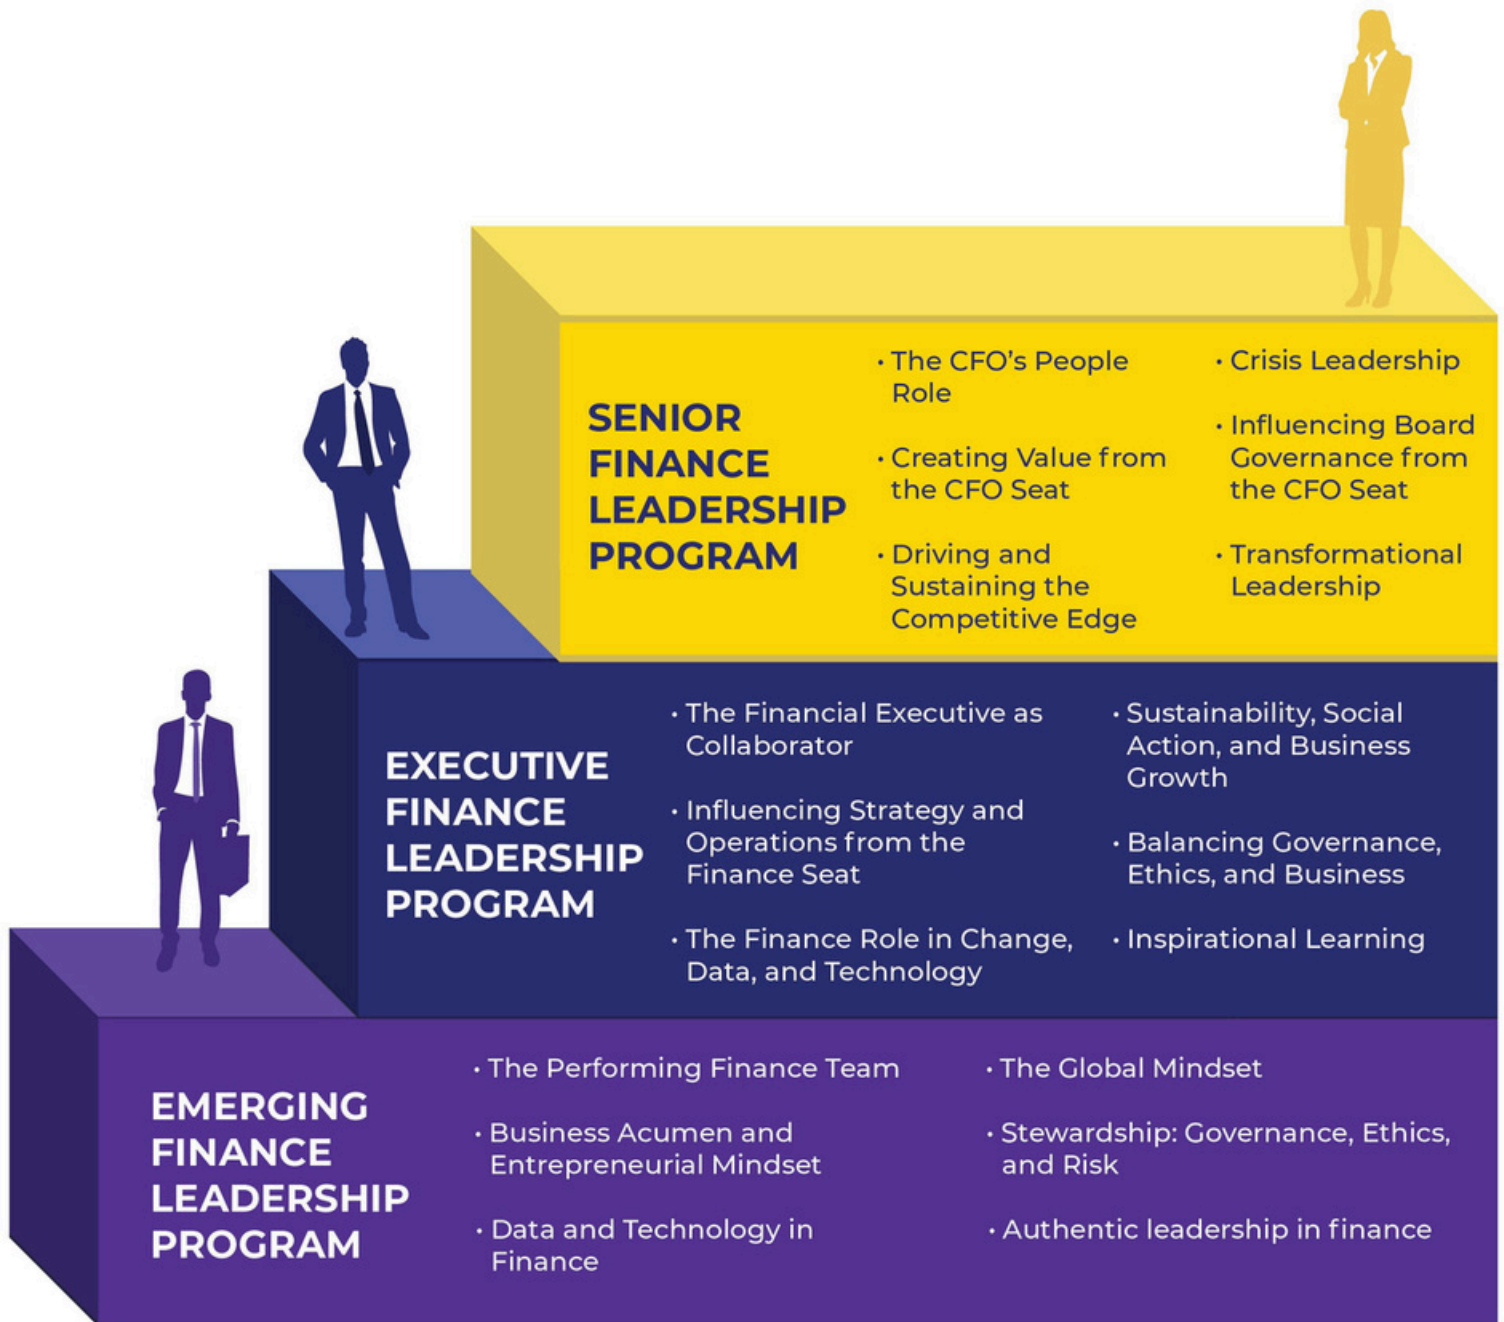 SENIOR
FINANCE
LEADERSHIP
PROGRAM
• The CFO’s People
Role
• Creating Value from
the CFO Seat
• Driving and
Sustaining the
Competitive Edge
• Crisis Leadership
• Influencing Board
Governance from
the CFO Seat
• Transformational
Leadership
EXECUTIVE
FINANCE
LEADERSHIP
PROGRAM
• The Financial Executive as
Collaborator
• Influencing Strategy and
Operations from the
Finance Seat
• The Finance Role in Change,
Data, and Technology
• Sustainability, Social
Action, and Business
Growth
• Balancing Governance,
Ethics, and Business
• Inspirational Learning
EMERGING
FINANCE
LEADERSHIP
PROGRAM
• The Performing Finance Team
• Business Acumen and
Entrepreneurial Mindset
• Data and Technology in
Finance
• The Global Mindset
• Stewardship: Governance, Ethics,
and Risk
• Authentic leadership in finance